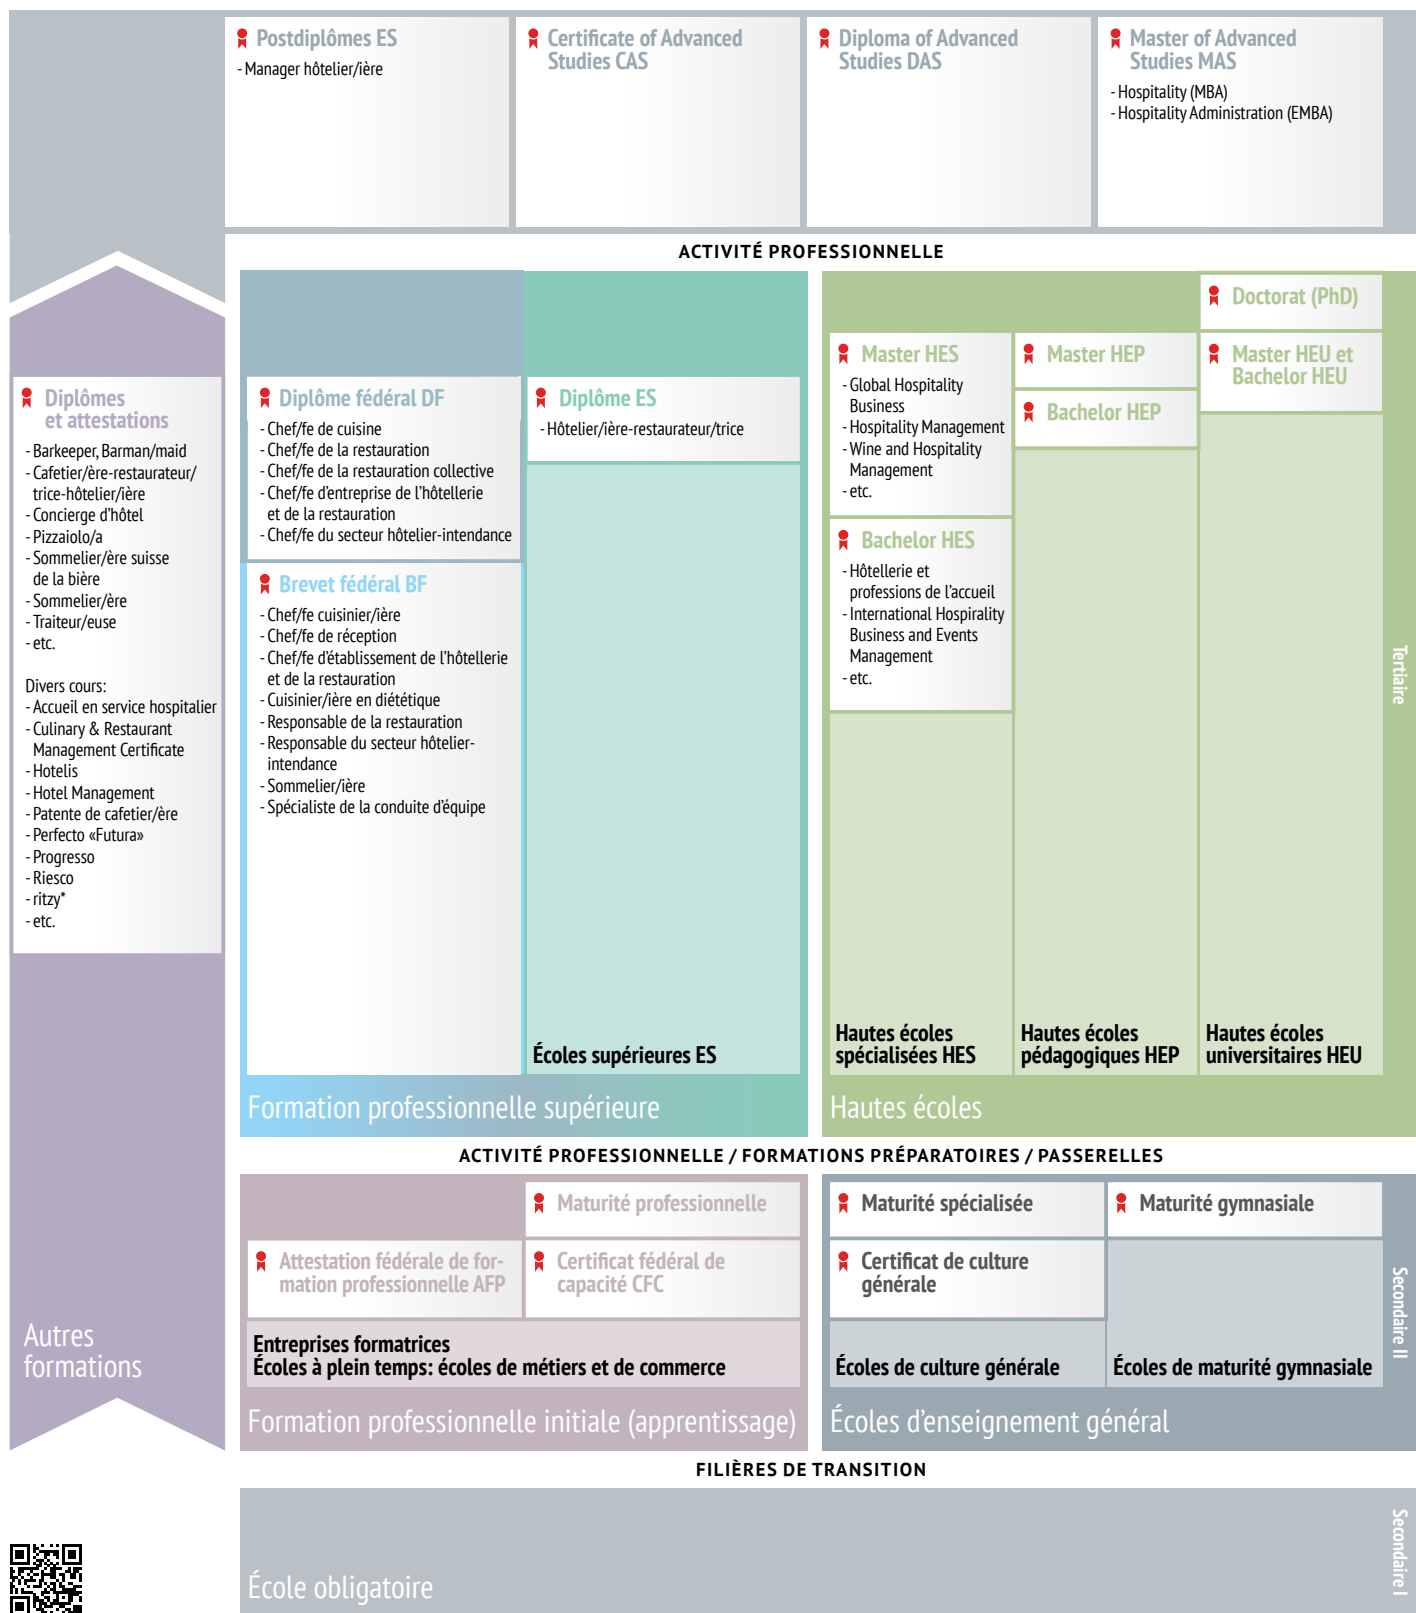 Postdiplômes ES
- Manager hôtelier/ière
Certificate of Advanced
Studies CAS
Diploma of Advanced
Studies DAS
Master of Advanced
Studies MAS
- Hospitality (MBA)
- Hospitality Administration (EMBA)
ACTIVITÉ PROFESSIONNELLE
Diplômes
et attestations
- Barkeeper, Barman/maid
- Cafetier/ère-restaurateur/
trice-hôtelier/ière
- Concierge d'hôtel
- Pizzaiolo/a
- Sommelier/ère suisse
de la bière
- Sommelier/ère
- Traiteur/euse
- etc.
Divers cours:
- Accueil en service hospitalier
- Culinary & Restaurant
Management Certificate
- Hotelis
- Hotel Management
- Patente de cafetier/ère
- Perfecto «Futura»
- Progresso
- Riesco
- ritzy*
- etc.
Autres
formations
Diplôme fédéral DF
- Chef/fe de cuisine
- Chef/fe de la restauration
- Chef/fe de la restauration collective
- Chef/fe d'entreprise de l'hôtellerie
et de la restauration
- Chef/fe du secteur hôtelier-intendance
Brevet fédéral BF
- Chef/fe cuisinier/ière
- Chef/fe de réception
- Chef/fe d'établissement de l'hôtellerie
et de la restauration
- Cuisinier/ière en diététique
- Responsable de la restauration
- Responsable du secteur hôtelier-
intendance
- Sommelier/ière
- Spécialiste de la conduite d'équipe
Diplôme ES
- Hôtelier/ière-restaurateur/trice
Écoles supérieures ES
Formation professionnelle supérieure
Master HES
- Global Hospitality
Business
- Hospitality Management
- Wine and Hospitality
Management
- etc.
Bachelor HES
- Hôtellerie et
professions de l'accueil
- International Hospirality
Business and Events
Management
- etc.
Hautes écoles
spécialisées HES
Master HEP
Bachelor HEP
Hautes écoles
pédagogiques HEP
Doctorat (PhD)
Master HEU et
Bachelor HEU
Hautes écoles
universitaires HEU
Hautes écoles
Tertiaire
ACTIVITÉ PROFESSIONNELLE / FORMATIONS PRÉPARATOIRES / PASSERELLES
Maturité professionnelle
Attestation fédérale de for-
mation professionnelle AFP
Certificat fédéral de
capacité CFC
Entreprises formatrices
Écoles à plein temps: écoles de métiers et de commerce
Formation professionnelle initiale (apprentissage)
Maturité spécialisée
Certificat de culture
générale
Écoles de culture générale
Maturité gymnasiale
Écoles de maturité gymnasiale
Écoles d'enseignement général
Secondaire II
FILIÈRES DE TRANSITION
École obligatoire
Secondaire I